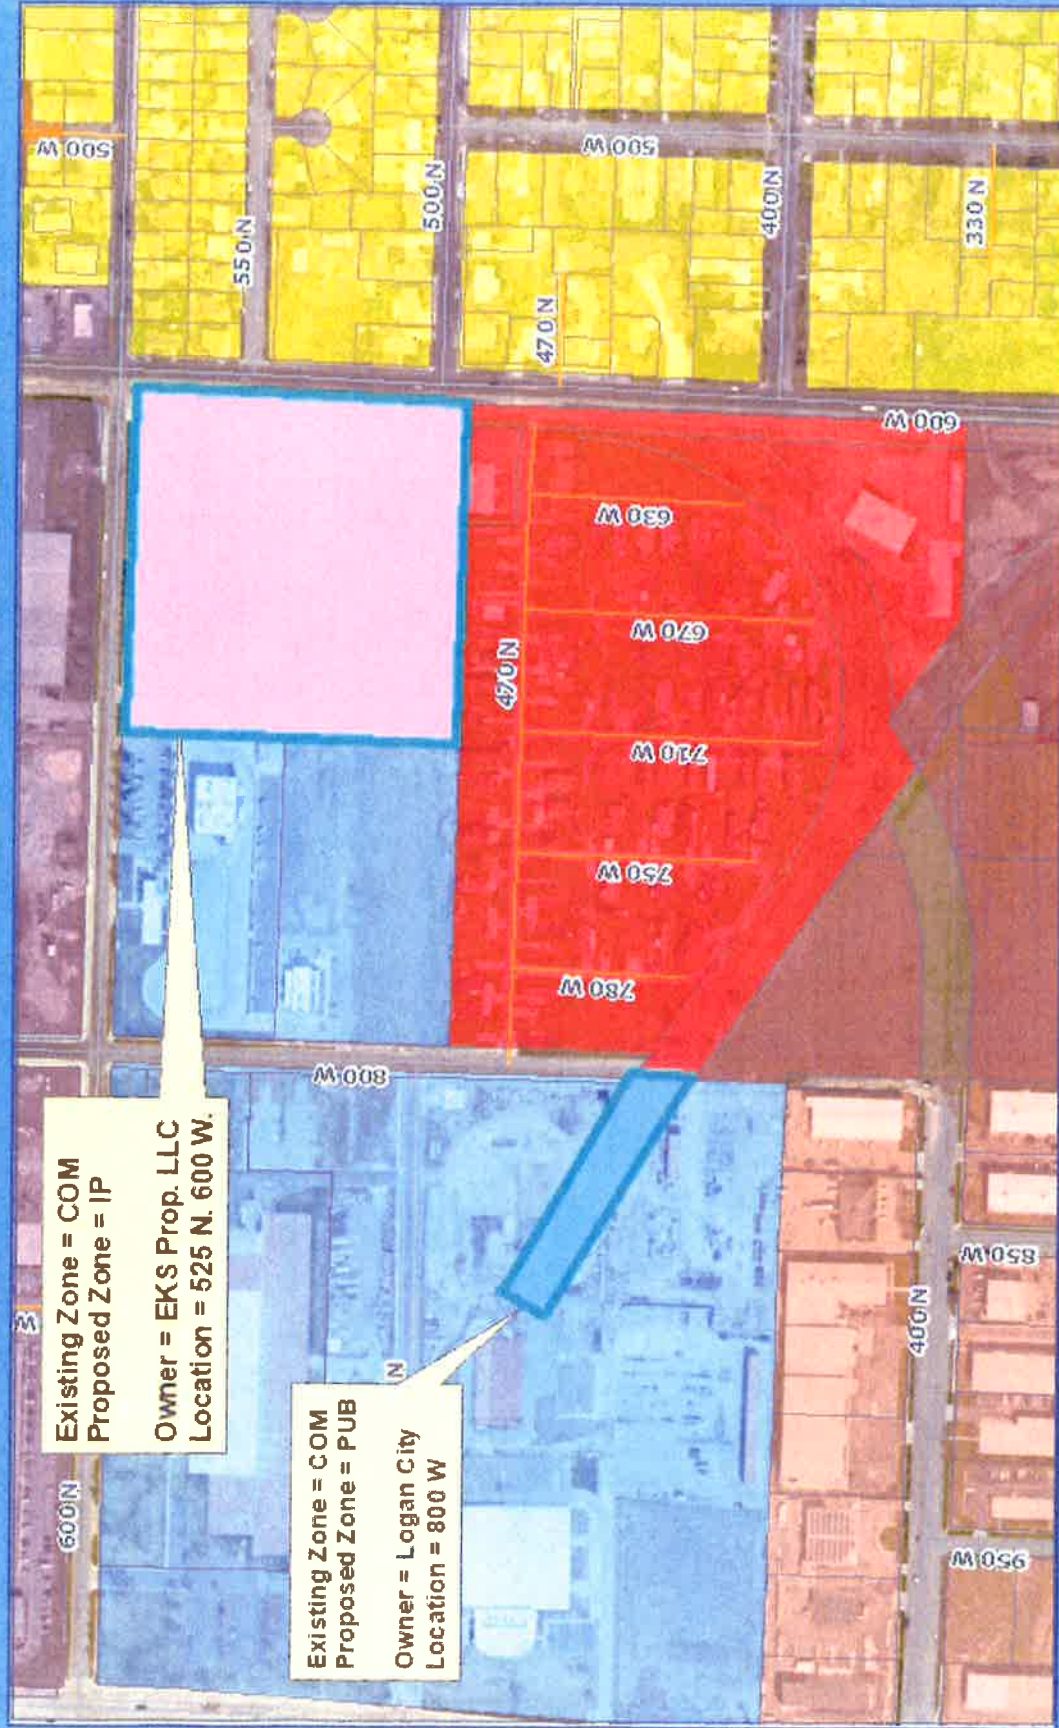 Existing Zone = COM
Proposed Zone = IP
Owner = EKS Prop. LLC
Location = 525 N. 600 W.
Existing Zone = COM
Proposed Zone = PUB
Owner = Logan City
Location = 800 W
600 N
W
N
800 W
470 N
780 W
750 W
710 W
670 W
630 W
600 W
550 N
500 N
470 N
400 N
330 N
500 W
500 W
400 N
850 W
950 W